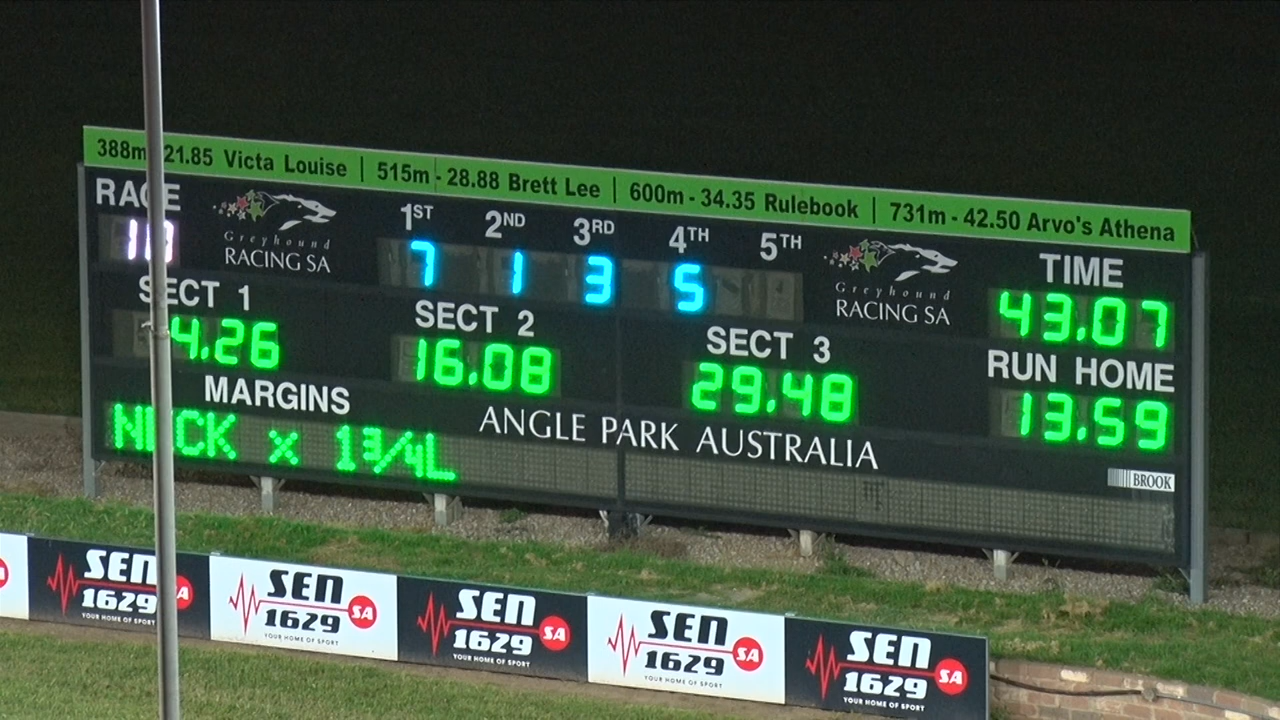 388m 21.85 Victa Louise | 515m - 28.88 Brett Lee | 600m - 34.35 Rulebook | 731m - 42.50 Arvo's Athena
RACE
10
Greyhound
RACING SA
1ST 2ND 3RD 4TH 5TH
7 1 3 5
Greyhound
RACING SA
TIME
43.07
SECT 1
4.26
SECT 2
16.08
SECT 3
29.48
RUN HOME
13.59
MARGINS
NECK x 1¾L
ANGLE PARK AUSTRALIA
BROOK
SEN
1629
SA
SEN
1629
SA
YOUR HOME OF SPORT
SEN
1629
SA
YOUR HOME OF SPORT
SEN
1629
SA
YOUR HOME OF SPORT
SEN
1629
SA
YOUR HOME OF SPORT